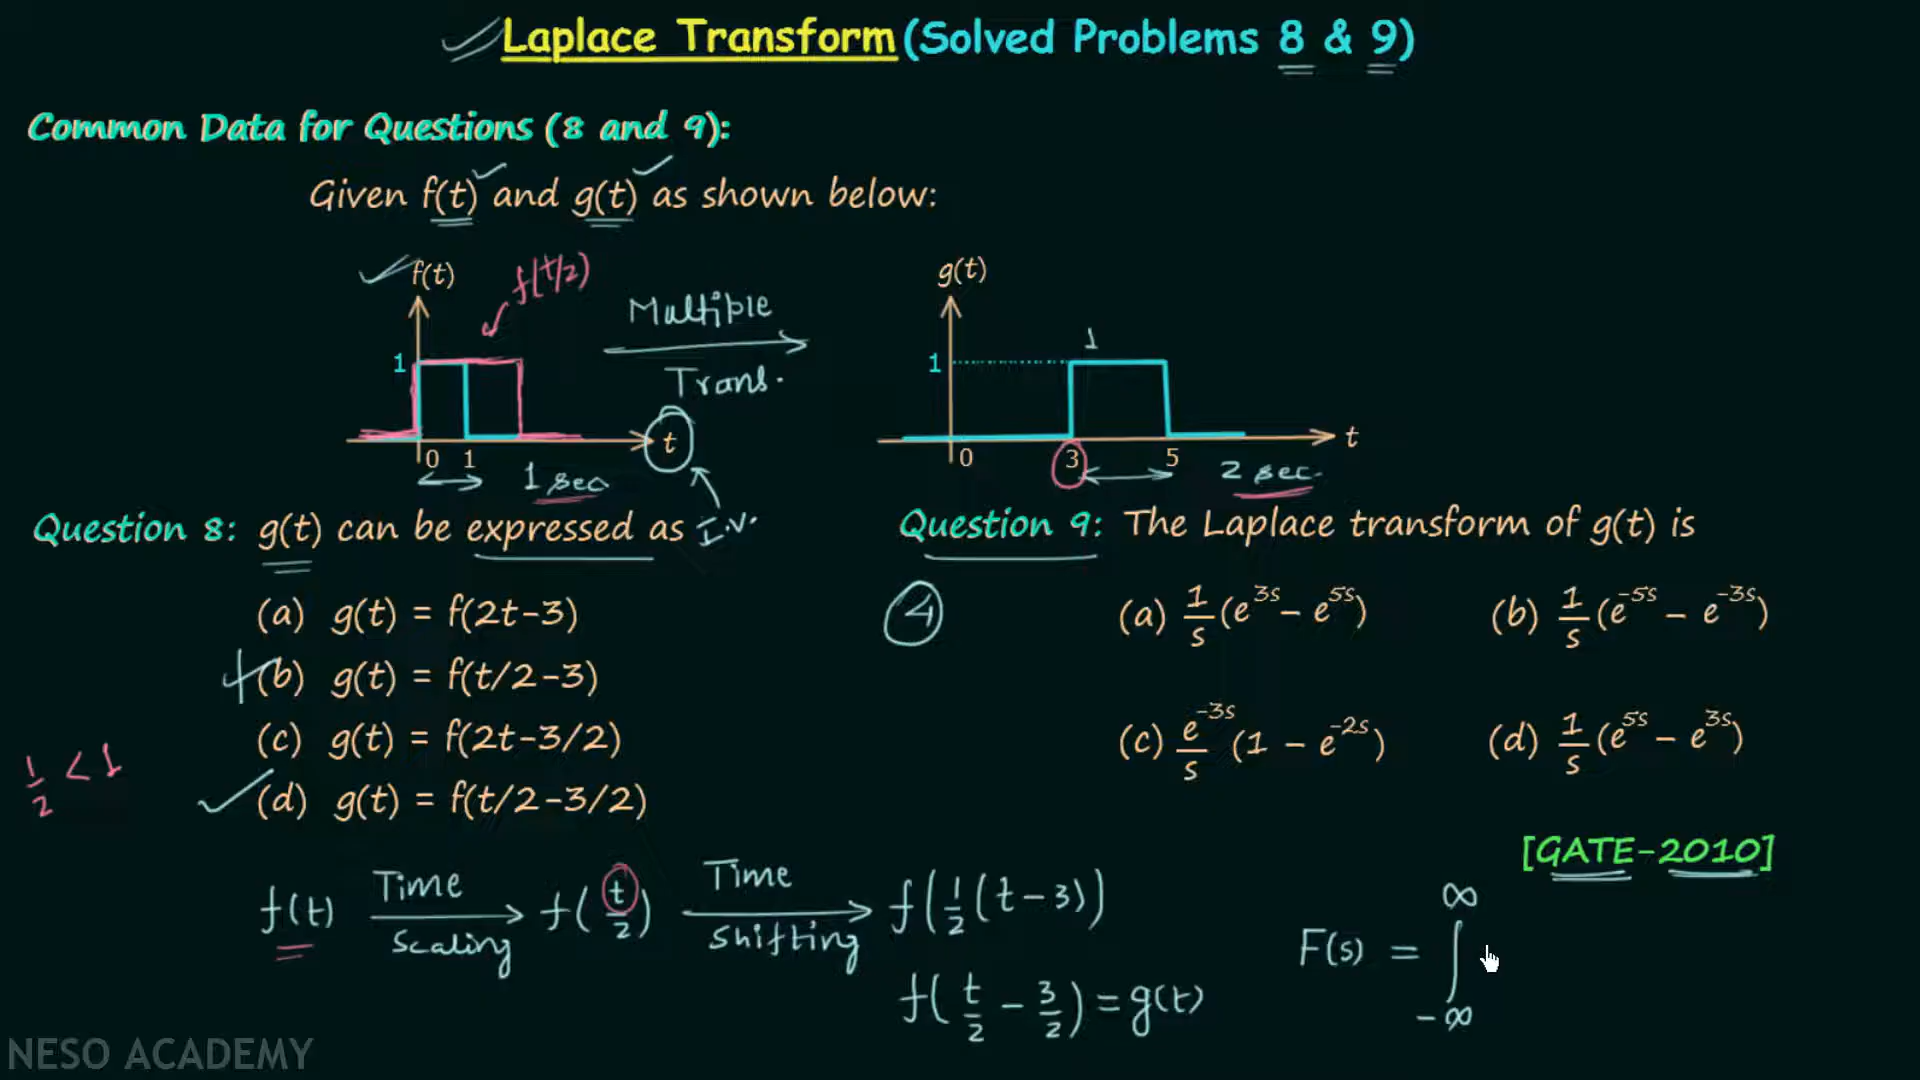 Laplace Transform (Solved Problems 8 & 9)
Common Data for Questions (8 and 9):
Given f(t) and g(t) as shown below:
f(t)
f(t/2)
Multiple
Trans.
1
t
0 1
1 sec
I.V.
g(t)
1
1
t
0 3 5
2 sec.
Question 8: g(t) can be expressed as
(a) g(t) = f(2t-3)
(b) g(t) = f(t/2-3)
(c) g(t) = f(2t-3/2)
(d) g(t) = f(t/2-3/2)
1/2 < 1
Question 9: The Laplace transform of g(t) is
4
(a) 1/s (e^3s - e^5s) (b) 1/s (e^-5s - e^-3s)
(c) e^-3s/s (1 - e^-2s) (d) 1/s (e^5s - e^3s)
[GATE-2010]
f(t) Time Scaling → f(t/2) Time Shifting → f(1/2(t-3))
f(t/2 - 3/2) = g(t)
F(s) = ∫ ∞ -∞
NESO ACADEMY